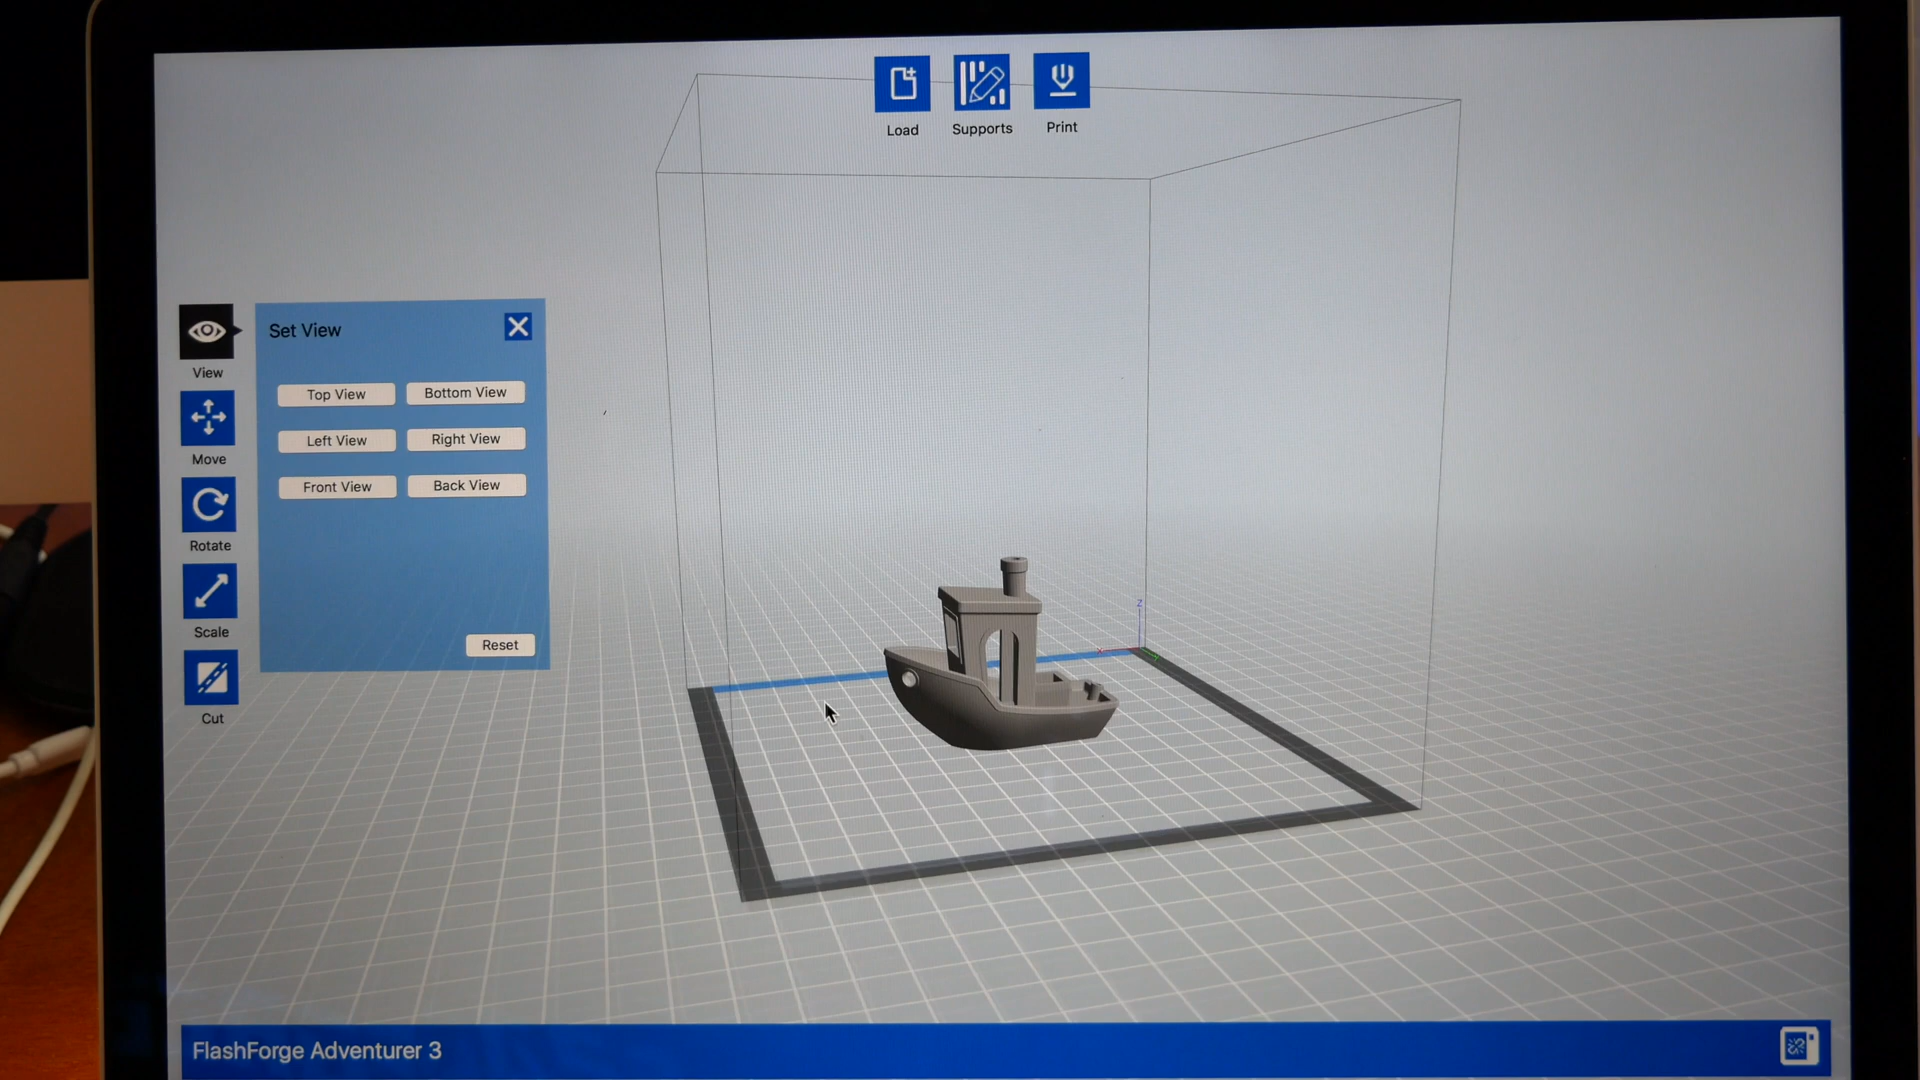 Load
Supports
Print
Set View
View
Top View
Bottom View
Left View
Right View
Move
Front View
Back View
Rotate
Z
Scale
Reset
Cut
FlashForge Adventurer 3